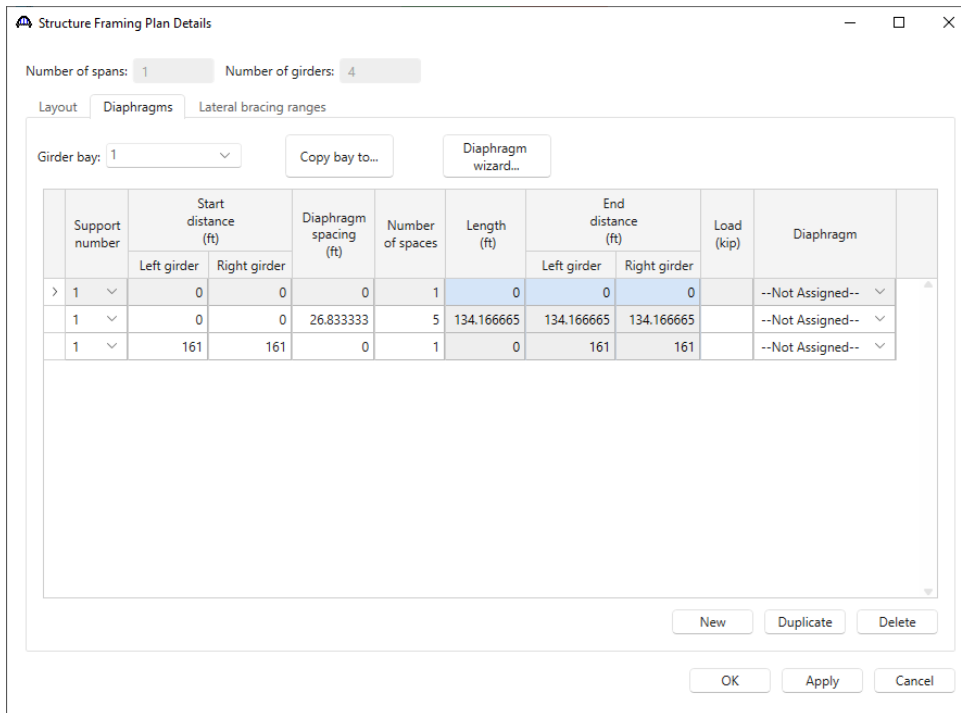 Structure Framing Plan Details
Number of spans: 1 Number of girders: 4
Layout Diaphragms Lateral bracing ranges
Girder bay: 1 Copy bay to... Diaphragm
wizard...
Support
number Start
distance
(ft) Diaphragm
spacing
(ft) Number
of spaces Length
(ft) End
distance
(ft) Load
(kip) Diaphragm
Left girder Right girder Left girder Right girder
1 0 0 0 1 0 0 0 --Not Assigned--
1 0 0 26.833333 5 134.166665 134.166665 134.166665 --Not Assigned--
1 161 161 0 1 0 161 161 --Not Assigned--
New Duplicate Delete
OK Apply Cancel